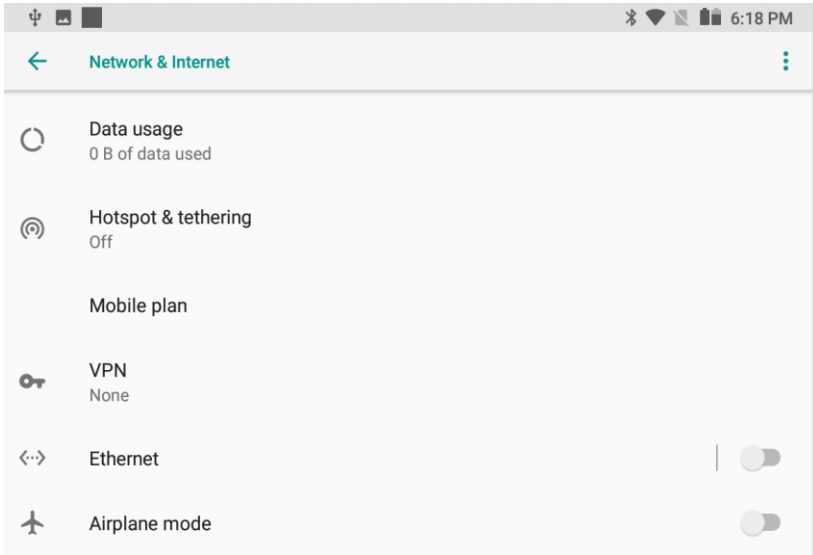 6:18 PM
Network & Internet
Data usage
0 B of data used
Hotspot & tethering
Off
Mobile plan
VPN
None
Ethernet
Airplane mode